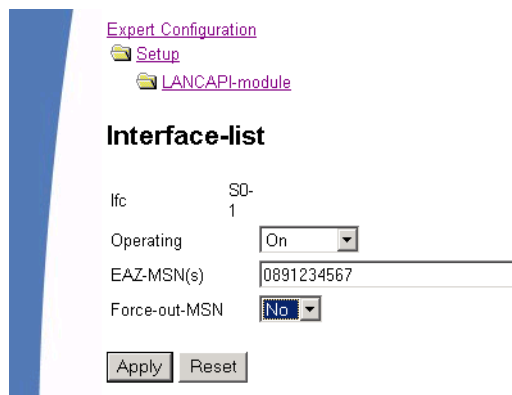 Expert Configuration
Setup
LANCAPI-module
Interface-list
Ifc S0-
1
Operating On
EAZ-MSN(s) 0891234567
Force-out-MSN No
Apply Reset